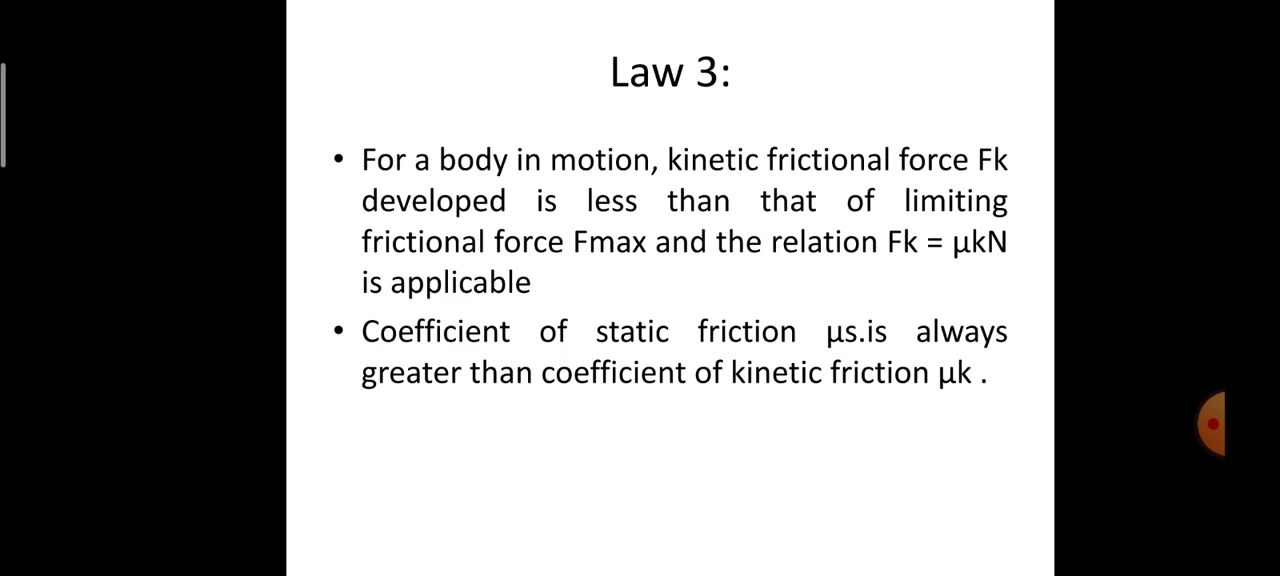 Law 3:
• For a body in motion, kinetic frictional force Fk
developed is less than that of limiting
frictional force Fmax and the relation Fk = μkN
is applicable
• Coefficient of static friction μs.is always
greater than coefficient of kinetic friction μk .